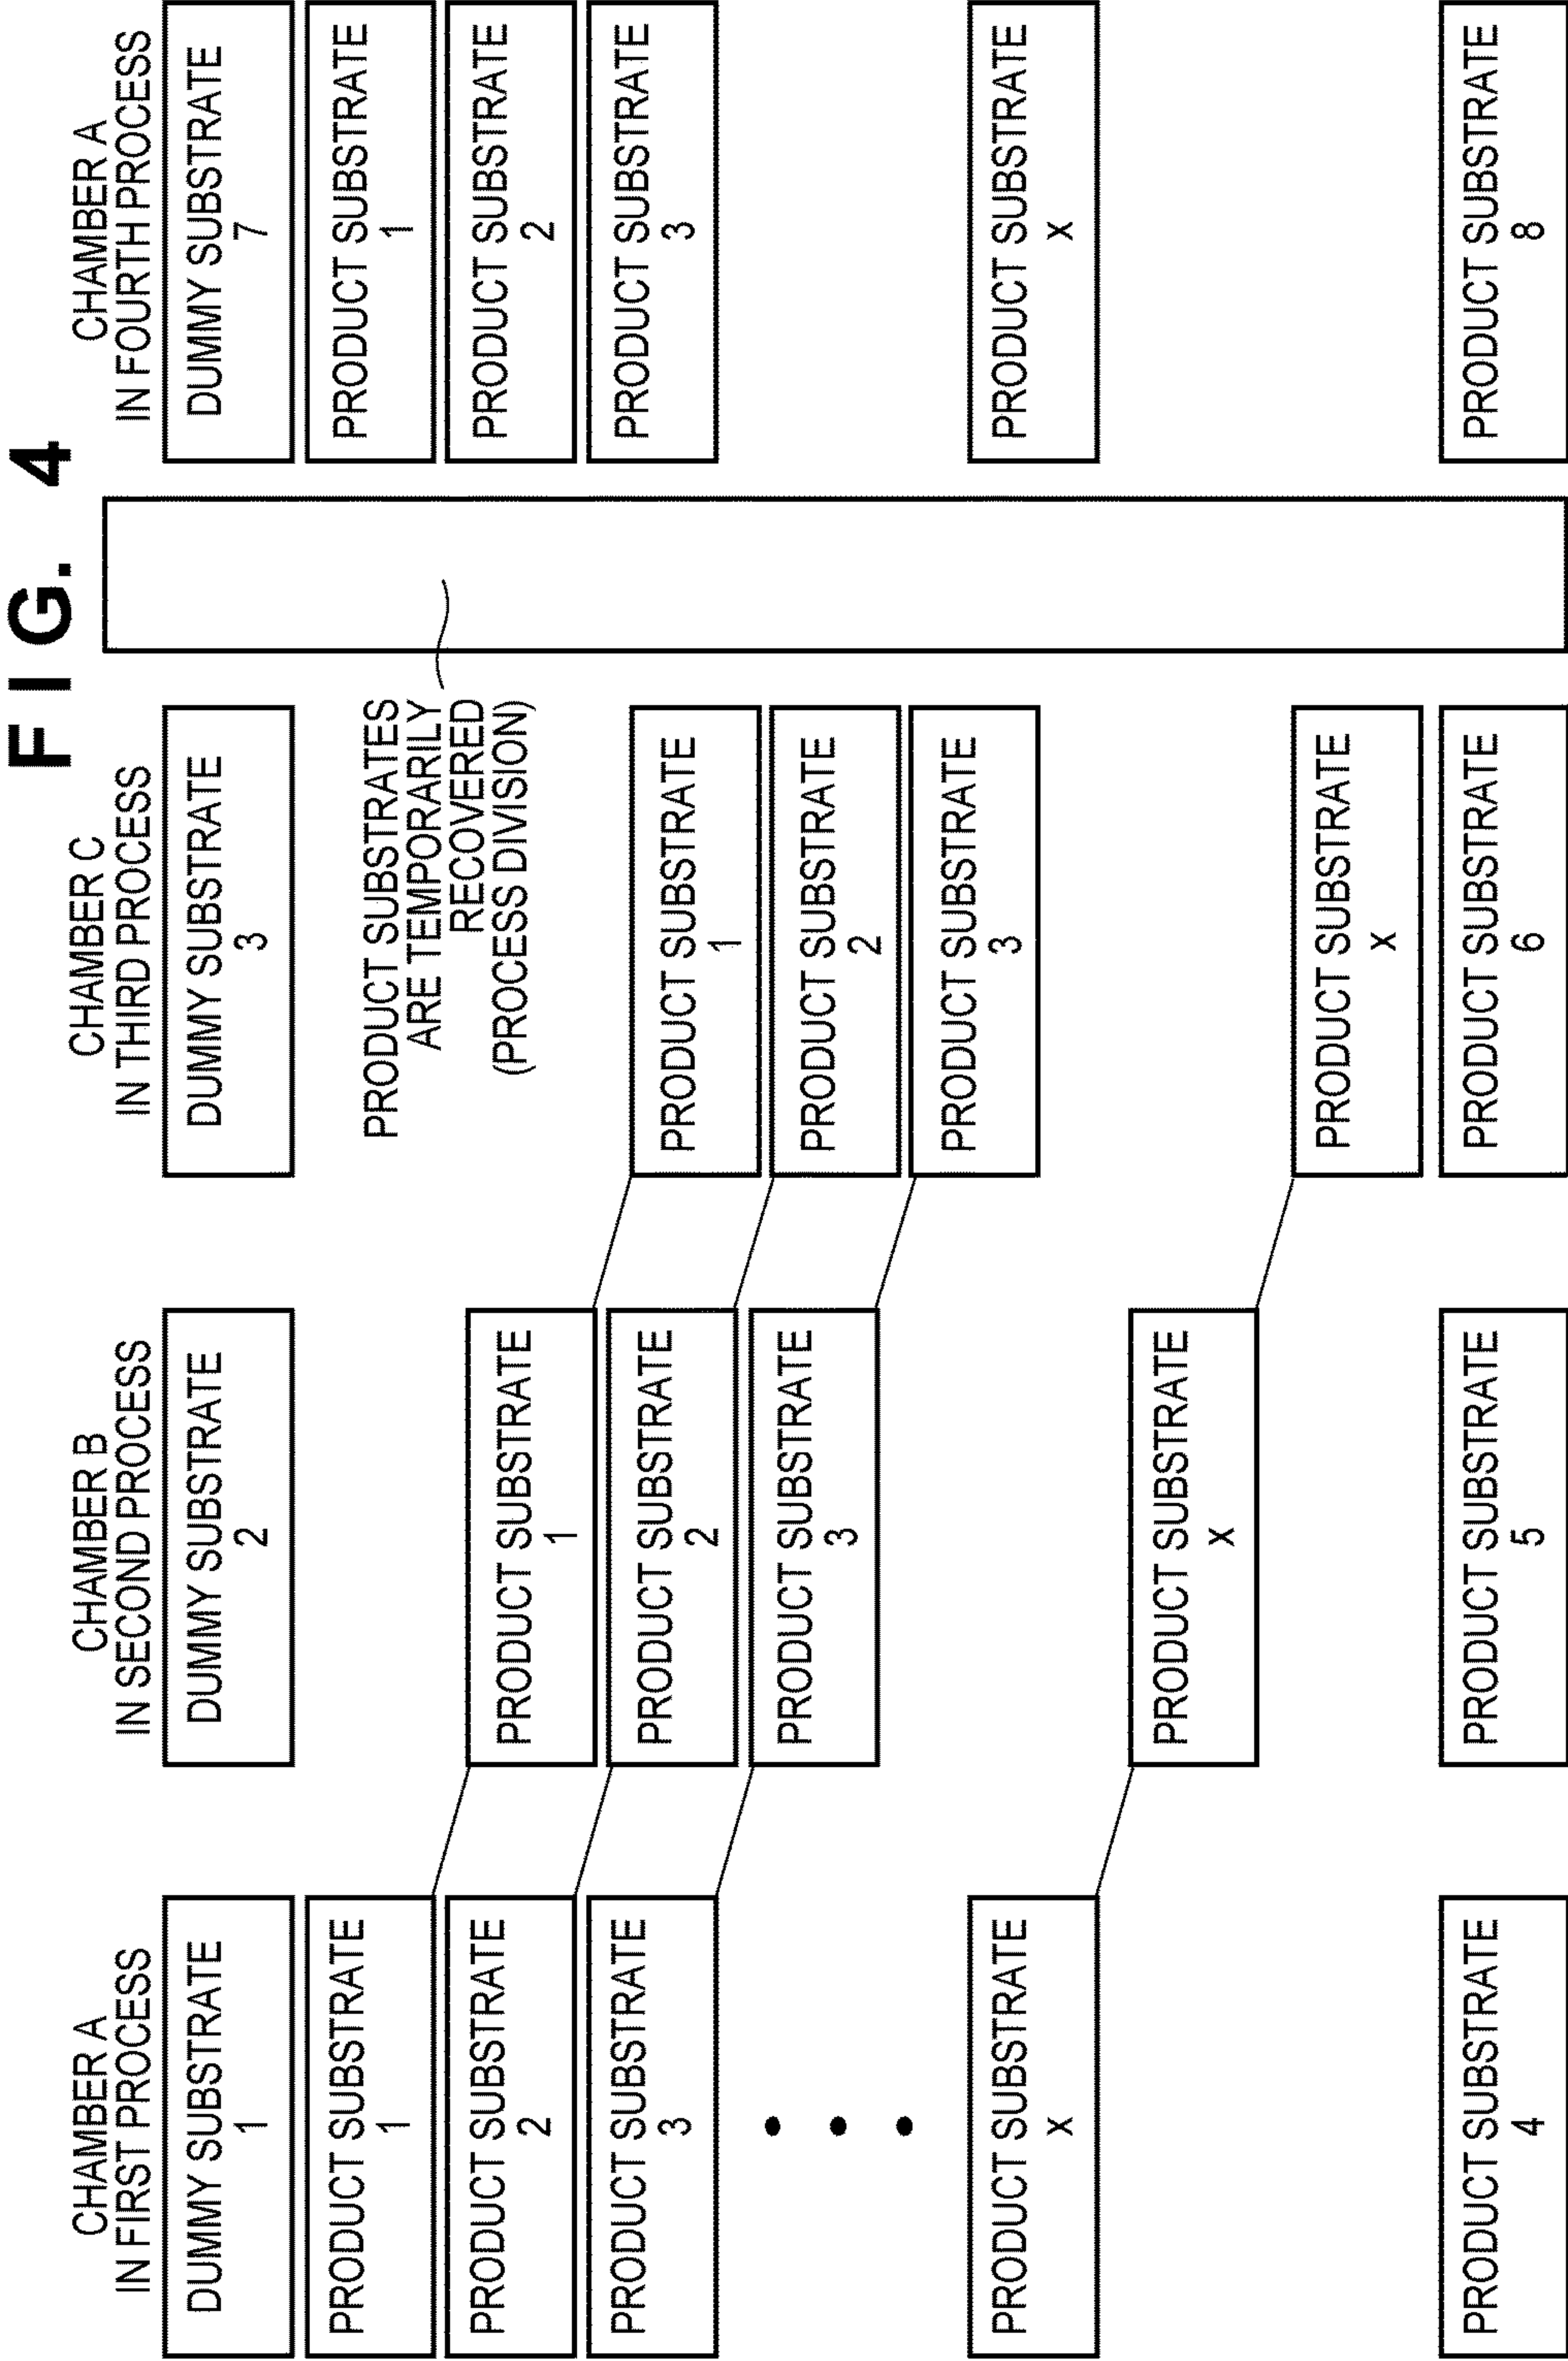 FIG. 4
CHAMBER A
IN FIRST PROCESS
DUMMY SUBSTRATE
1
PRODUCT SUBSTRATE
1
PRODUCT SUBSTRATE
2
PRODUCT SUBSTRATE
3
PRODUCT SUBSTRATE
x
PRODUCT SUBSTRATE
4
CHAMBER B
IN SECOND PROCESS
DUMMY SUBSTRATE
2
PRODUCT SUBSTRATE
1
PRODUCT SUBSTRATE
2
PRODUCT SUBSTRATE
3
PRODUCT SUBSTRATE
x
PRODUCT SUBSTRATE
5
CHAMBER C
IN THIRD PROCESS
DUMMY SUBSTRATE
3
PRODUCT SUBSTRATES
ARE TEMPORARILY
RECOVERED
(PROCESS DIVISION)
PRODUCT SUBSTRATE
1
PRODUCT SUBSTRATE
2
PRODUCT SUBSTRATE
3
PRODUCT SUBSTRATE
x
PRODUCT SUBSTRATE
6
CHAMBER A
IN FOURTH PROCESS
DUMMY SUBSTRATE
7
PRODUCT SUBSTRATE
1
PRODUCT SUBSTRATE
2
PRODUCT SUBSTRATE
3
PRODUCT SUBSTRATE
x
PRODUCT SUBSTRATE
8